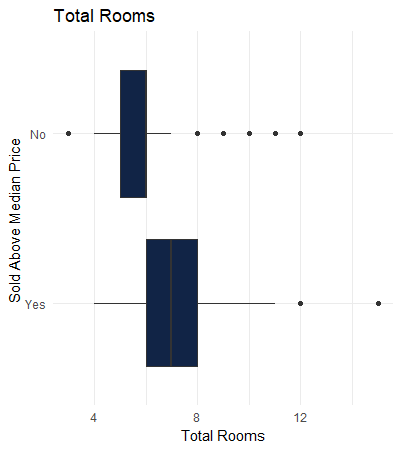 Total Rooms
Sold Above Median Price
No
Yes
4
8
12
Total Rooms